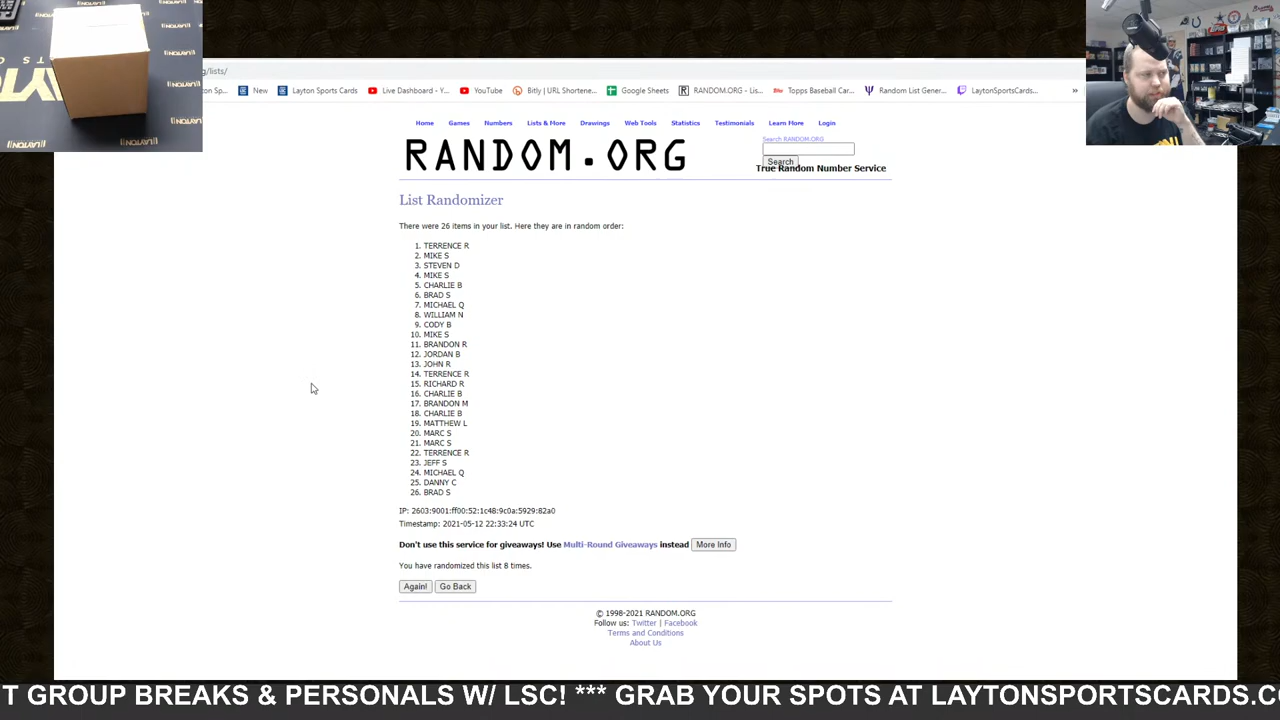 g/lists/
Sp... New Layton Sports Cards Live Dashboard - Y... YouTube Bitly | URL Shortene... Google Sheets RANDOM.ORG - Lis... Topps Baseball Car... Random List Gener... LaytonSportsCards... »
Home Games Numbers Lists & More Drawings Web Tools Statistics Testimonials Learn More Login
RANDOM.ORG
Search RANDOM.ORG
Search
True Random Number Service
List Randomizer
There were 26 items in your list. Here they are in random order:
1. TERRENCE R
2. MIKE S
3. STEVEN D
4. MIKE S
5. CHARLIE B
6. BRAD S
7. MICHAEL Q
8. WILLIAM N
9. CODY B
10. MIKE S
11. BRANDON R
12. JORDAN B
13. JOHN R
14. TERRENCE R
15. RICHARD R
16. CHARLIE B
17. BRANDON M
18. CHARLIE B
19. MATTHEW L
20. MARC S
21. MARC S
22. TERRENCE R
23. JEFF S
24. MICHAEL Q
25. DANNY C
26. BRAD S
IP: 2603:9001:ff00:52:1c48:9c0a:5929:82a0
Timestamp: 2021-05-12 22:33:24 UTC
Don't use this service for giveaways! Use Multi-Round Giveaways instead More Info
You have randomized this list 8 times.
Again! Go Back
© 1998-2021 RANDOM.ORG
Follow us: Twitter | Facebook
Terms and Conditions
About Us
T GROUP BREAKS & PERSONALS W/ LSC! *** GRAB YOUR SPOTS AT LAYTONSPORTSCARDS.C